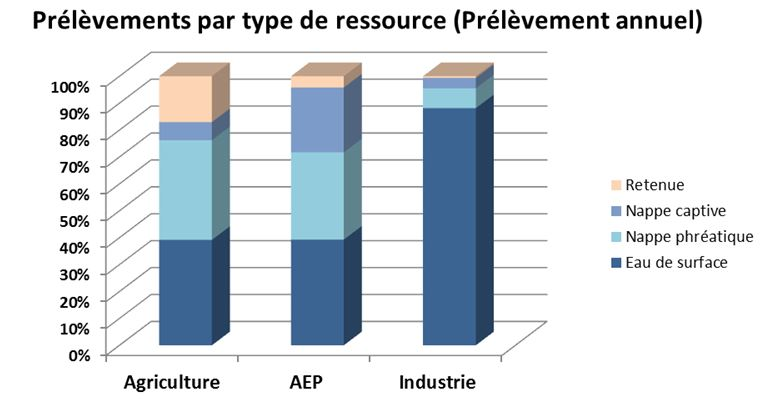 Prélèvements par type de ressource (Prélèvement annuel)
100%
90%
80%
70%
60%
50%
40%
30%
20%
10%
0%
Agriculture
AEP
Industrie
Retenue
Nappe captive
Nappe phréatique
Eau de surface